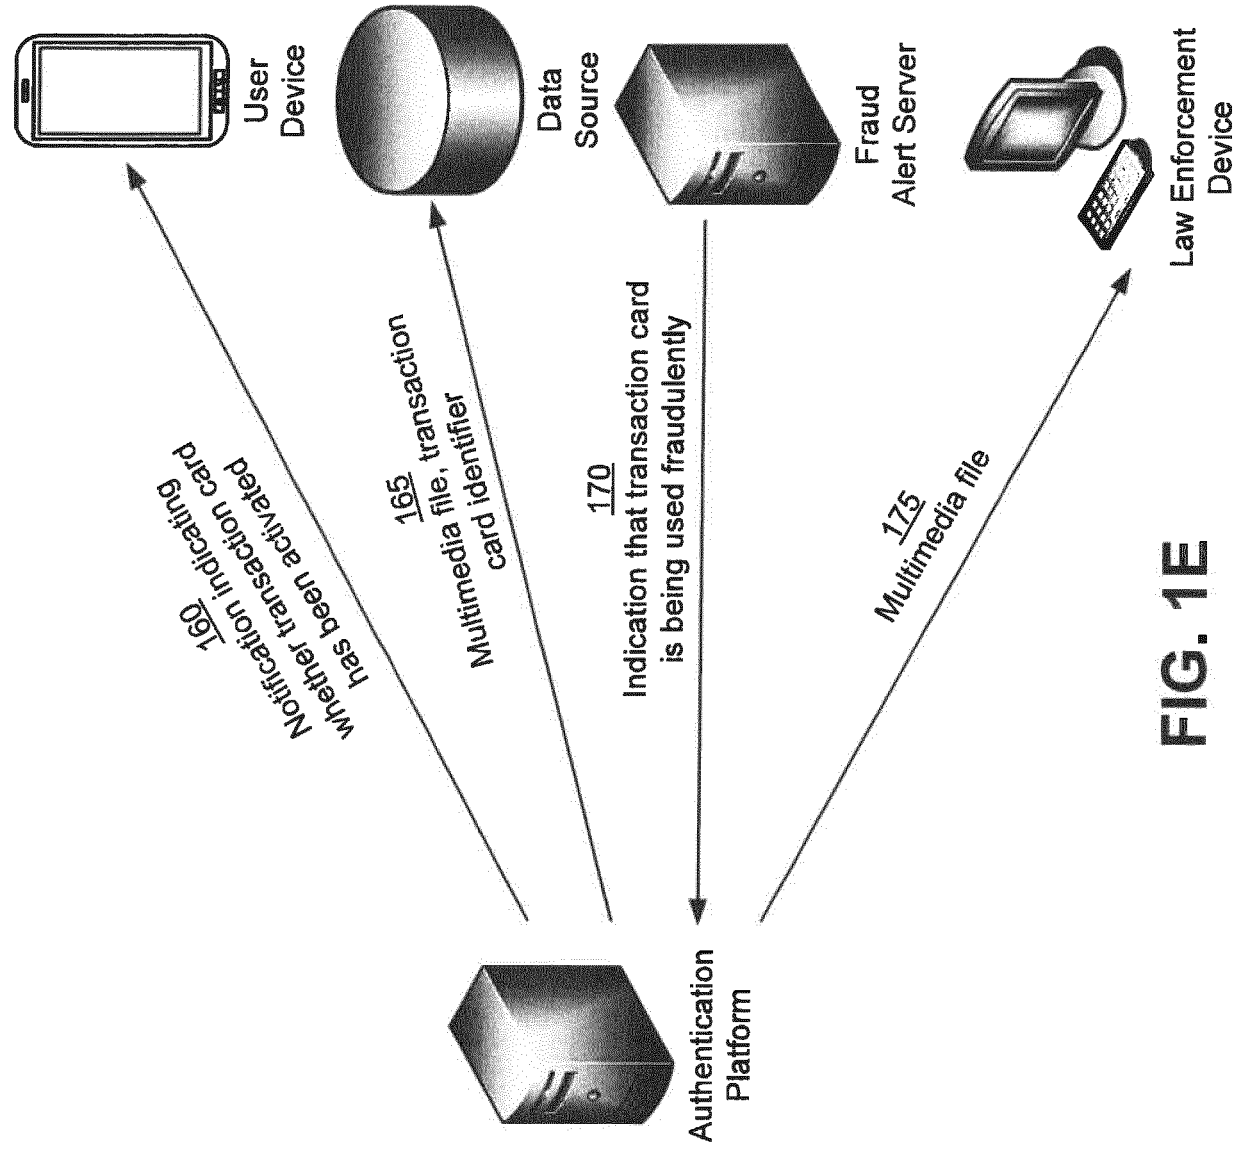 User
Device
160
Notification indicating
whether transaction card
has been activated
Data
Source
165
Multimedia file, transaction
card identifier
Authentication
Platform
170
Indication that transaction card
is being used fraudulently
Fraud
Alert Server
175
Multimedia file
Law Enforcement
Device
FIG. 1E